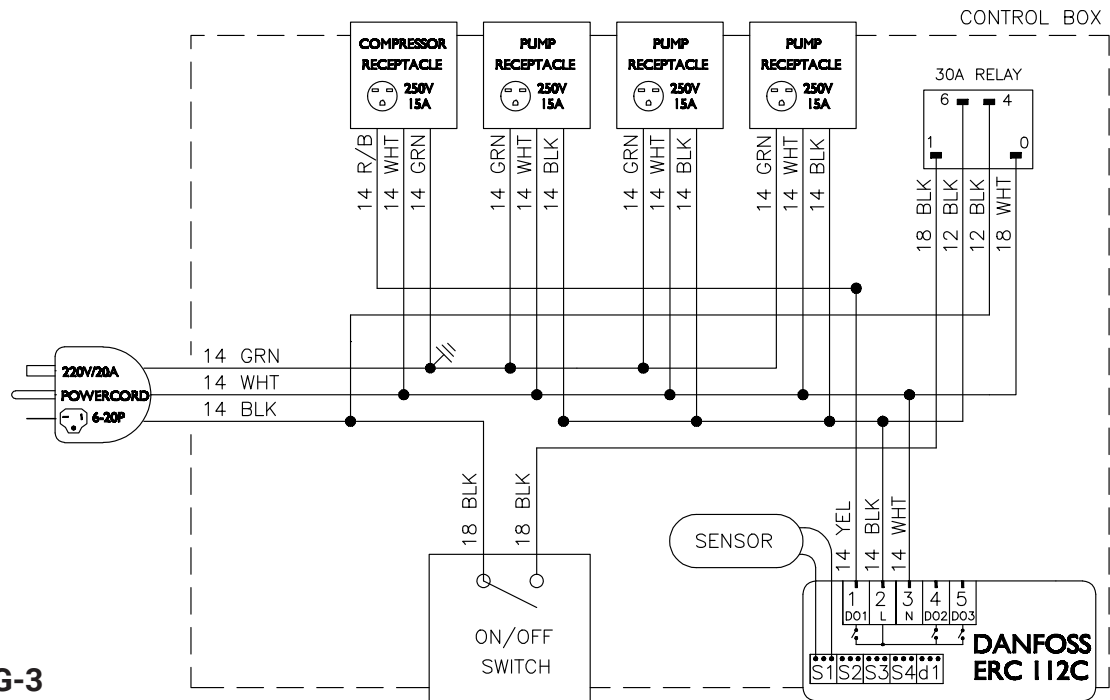 CONTROL BOX
COMPRESSOR
RECEPTACLE
250V
15A
PUMP
RECEPTACLE
250V
15A
PUMP
RECEPTACLE
250V
15A
PUMP
RECEPTACLE
250V
15A
30A RELAY
6
4
1
0
14 R/B
14 WHT
14 GRN
14 GRN
14 WHT
14 BLK
14 GRN
14 WHT
14 BLK
14 GRN
14 WHT
14 BLK
18 BLK
12 BLK
12 BLK
18 WHT
220V/20A
POWERCORD
6-20P
14 GRN
14 WHT
14 BLK
18 BLK
18 BLK
ON/OFF
SWITCH
SENSOR
14 YEL
14 BLK
14 WHT
1 2 3 4 5
DO1 L N DO2 DO3
S1 S2 S3 S4 d1
DANFOSS
ERC 112C
G-3